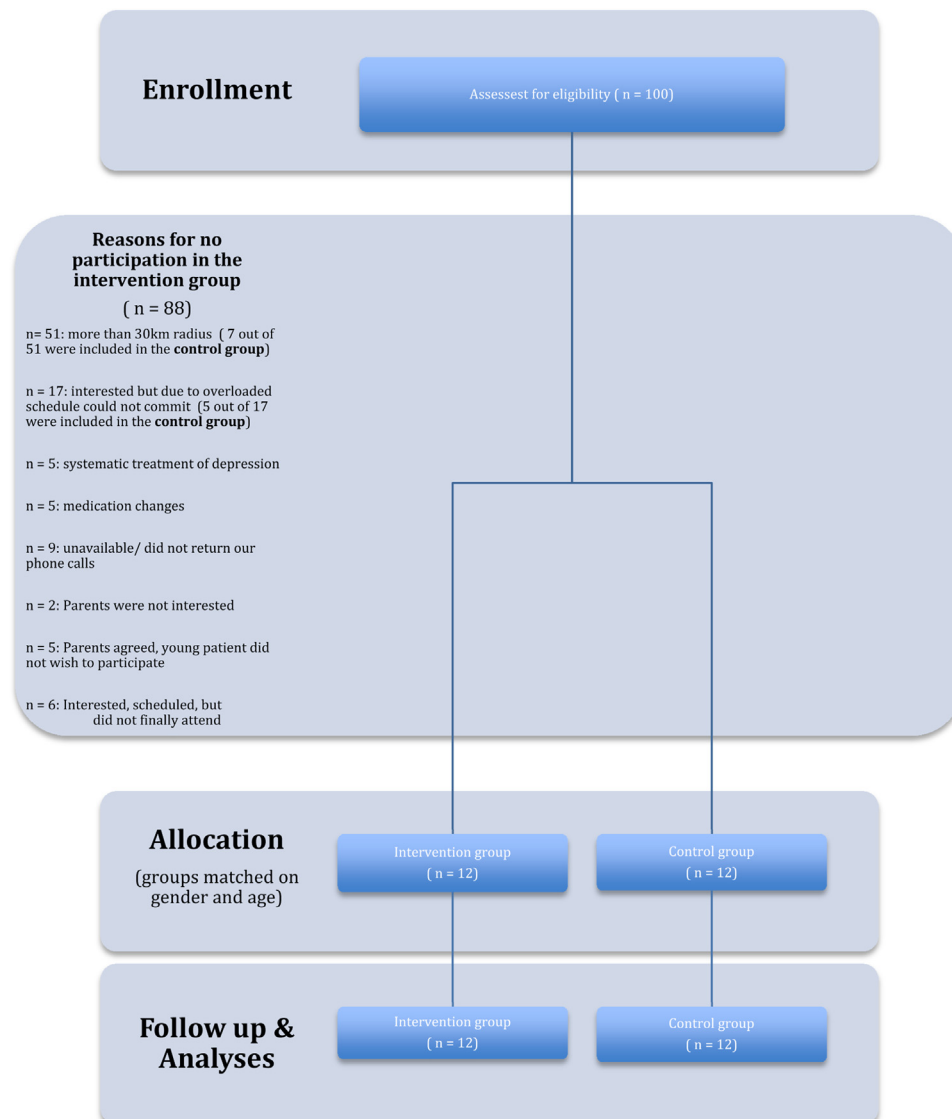 Enrollment
Assessest for eligibility ( n = 100)
Reasons for no
participation in the
intervention group
( n = 88)
n= 51: more than 30km radius ( 7 out of
51 were included in the control group)
n = 17: interested but due to overloaded
schedule could not commit (5 out of 17
were included in the control group)
n = 5: systematic treatment of depression
n = 5: medication changes
n = 9: unavailable/ did not return our
phone calls
n = 2: Parents were not interested
n = 5: Parents agreed, young patient did
not wish to participate
n = 6: Interested, scheduled, but
did not finally attend
Allocation
(groups matched on
gender and age)
Intervention group
( n = 12)
Control group
( n = 12)
Follow up &
Analyses
Intervention group
( n = 12)
Control group
( n = 12)